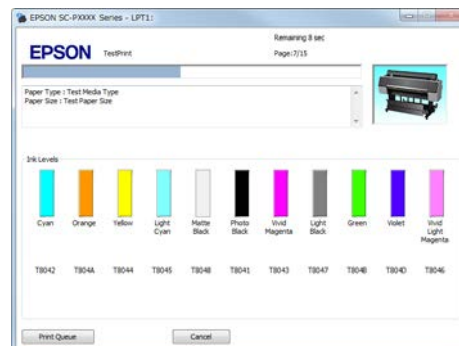 EPSON SC-PXXXX Series - LPT1:
Remaining 8 sec
EPSON TestPrint Page:7/15
Paper Type : Test Media Type
Paper Size : Test Paper Size
Ink Levels
Cyan Orange Yellow Light Cyan Matte Black Photo Black Vivid Magenta Light Black Green Violet Vivid Light Magenta
T8042 T804A T8044 T8045 T8048 T8041 T8043 T8047 T804B T804D T8046
Print Queue Cancel